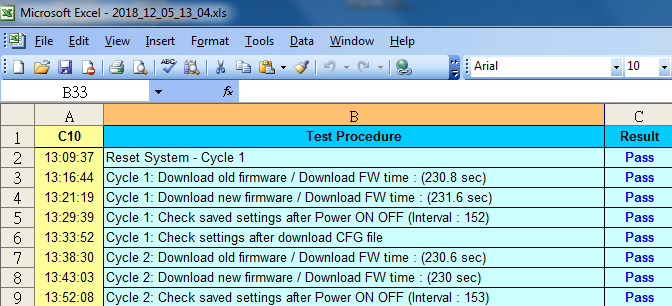 Microsoft Excel - 2018_12_05_13_04.xls
File Edit View Insert Format Tools Data Window Help
ABC Arial 10
B33 fx
A B C
1 C10 Test Procedure Result
2 13:09:37 Reset System - Cycle 1 Pass
3 13:16:44 Cycle 1: Download old firmware / Download FW time : (230.8 sec) Pass
4 13:21:19 Cycle 1: Download new firmware / Download FW time : (231.6 sec) Pass
5 13:29:39 Cycle 1: Check saved settings after Power ON OFF (Interval : 152) Pass
6 13:33:52 Cycle 1: Check settings after download CFG file Pass
7 13:38:30 Cycle 2: Download old firmware / Download FW time : (230.6 sec) Pass
8 13:43:03 Cycle 2: Download new firmware / Download FW time : (230 sec) Pass
9 13:52:08 Cycle 2: Check saved settings after Power ON OFF (Interval : 153) Pass